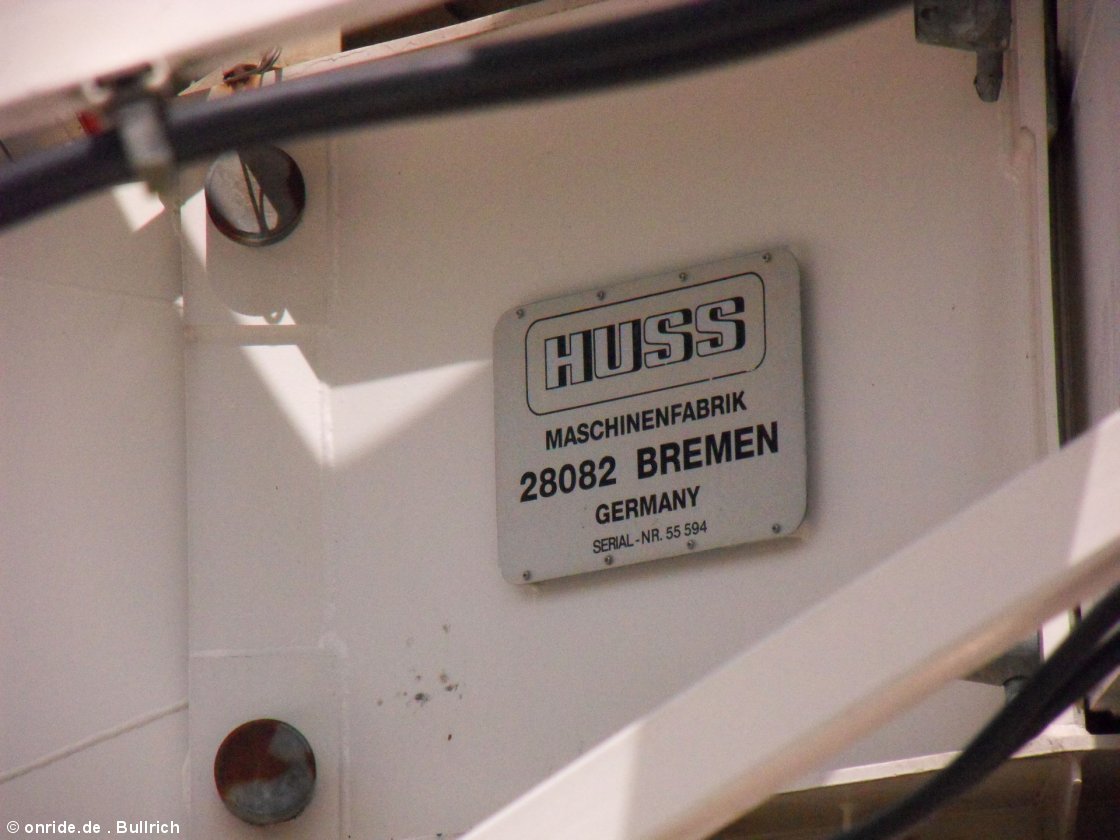 HUSS
MASCHINENFABRIK
28082 BREMEN
GERMANY
SERIAL-NR. 55 594
© onride.de . Bullrich